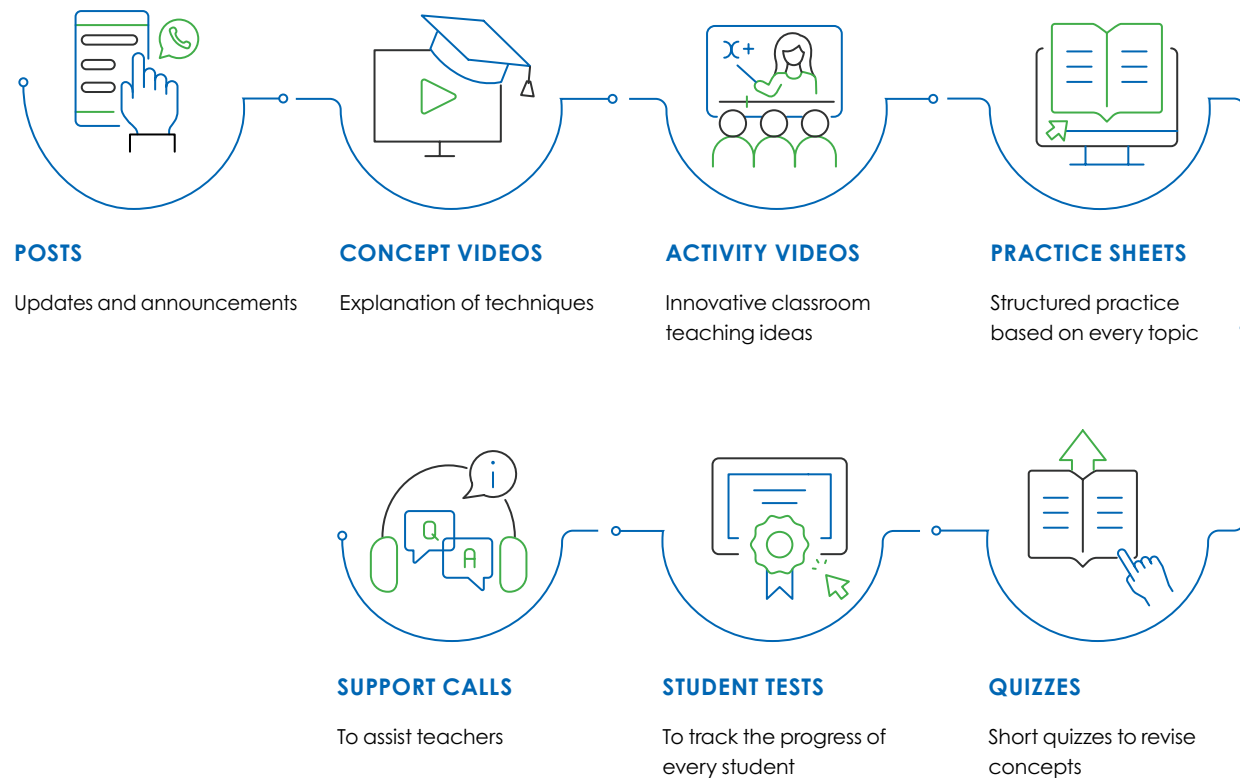 POSTS
Updates and announcements
CONCEPT VIDEOS
Explanation of techniques
ACTIVITY VIDEOS
Innovative classroom
teaching ideas
PRACTICE SHEETS
Structured practice
based on every topic
i
Q
A
SUPPORT CALLS
To assist teachers
STUDENT TESTS
To track the progress of
every student
QUIZZES
Short quizzes to revise
concepts